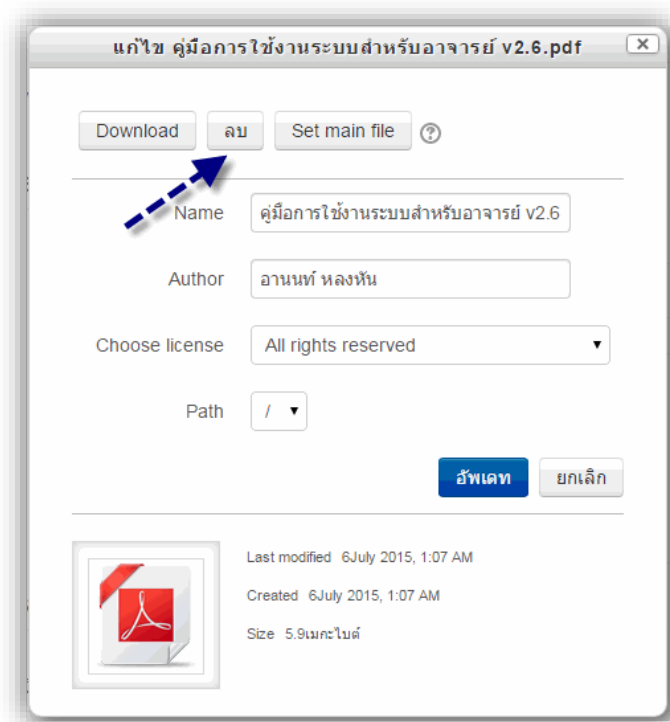 แก้ไข คู่มือการใช้งานระบบสำหรับอาจารย์ v2.6.pdf
Download ลบ Set main file
Name คู่มือการใช้งานระบบสำหรับอาจารย์ v2.6
Author อานนท์ หลงหัน
Choose license All rights reserved
Path /
อัพเดท ยกเลิก
Last modified 6July 2015, 1:07 AM
Created 6July 2015, 1:07 AM
Size 5.9เมกะไบต์